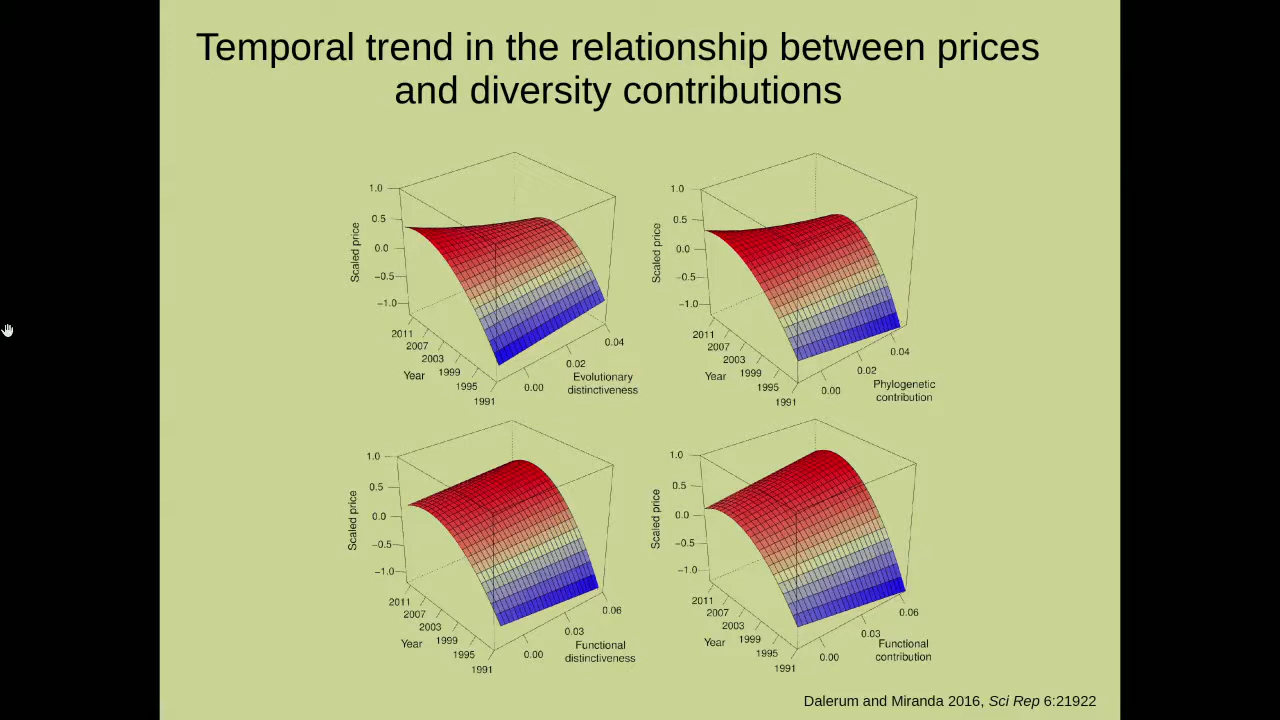 Temporal trend in the relationship between prices
and diversity contributions
1.0
0.5
0.0
−0.5
−1.0
Scaled price
2011
2007
2003
1999
1995
1991
Year
0.00
0.02
0.04
Evolutionary
distinctiveness
1.0
0.5
0.0
−0.5
−1.0
Scaled price
2011
2007
2003
1999
1995
1991
Year
0.00
0.02
0.04
Phylogenetic
contribution
1.0
0.5
0.0
−0.5
−1.0
Scaled price
2011
2007
2003
1999
1995
1991
Year
0.00
0.03
0.06
Functional
distinctiveness
1.0
0.5
0.0
−0.5
−1.0
Scaled price
2011
2007
2003
1999
1995
1991
Year
0.00
0.03
0.06
Functional
contribution
Dalerum and Miranda 2016, Sci Rep 6:21922